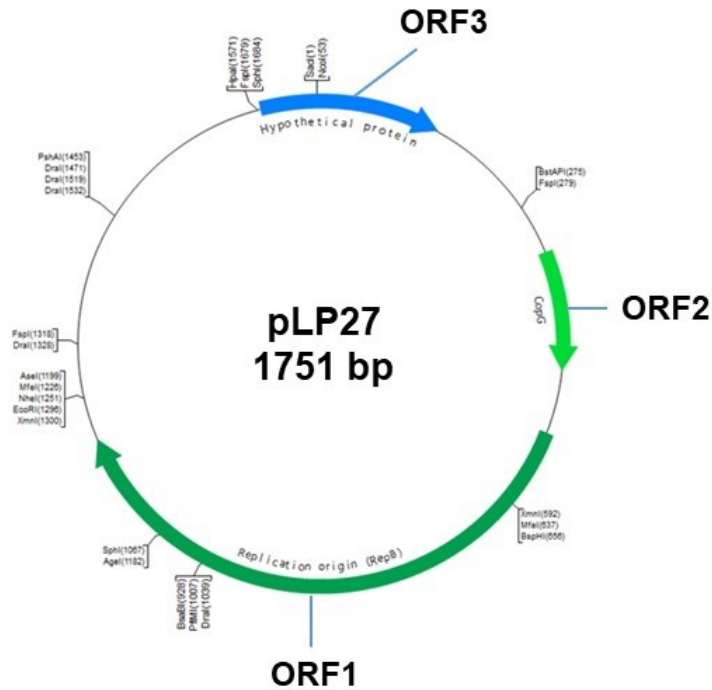 ORF3
HpaI(1571)
FspI(1679)
SphI(1684)
SacI(1)
NcoI(53)
Hypothetical protein
PshAI(1453)
DraI(1471)
DraI(1519)
DraI(1532)
BstAPI(275)
FspI(279)
CopG
ORF2
pLP27
1751 bp
FspI(1318)
DraI(1328)
AseI(1199)
MfeI(1226)
NheI(1251)
EcoRI(1296)
XmnI(1300)
XmnI(592)
MfeI(637)
BspHI(656)
SphI(1067)
AgeI(1182)
Replication origin (RepB)
BsaBI(928)
PflMI(1007)
DraI(1039)
ORF1